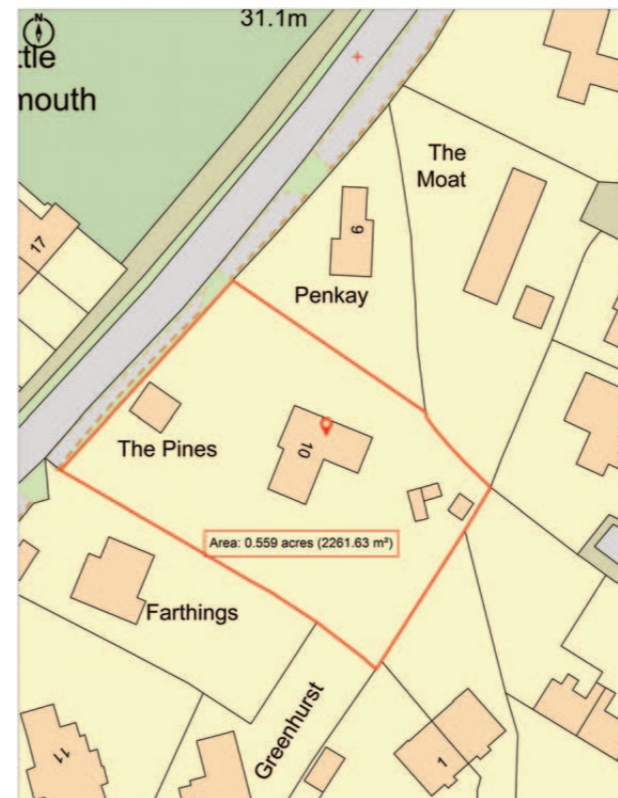 N
31.1m
ttle
mouth
The
Moat
17
9
Penkay
The Pines
10
Area: 0.559 acres (2261.63 m²)
Farthings
Greenhurst
11
1